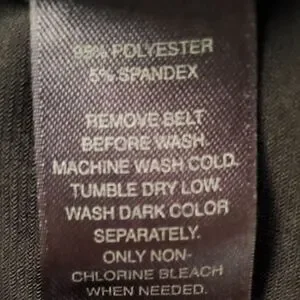 95% POLYESTER
5% SPANDEX
REMOVE BELT
BEFORE WASH.
MACHINE WASH COLD.
TUMBLE DRY LOW.
WASH DARK COLOR
SEPARATELY.
ONLY NON-
CHLORINE BLEACH
WHEN NEEDED.